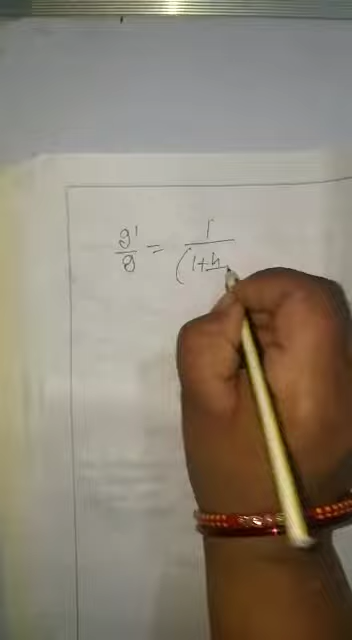 g'/g = 1/(1+h